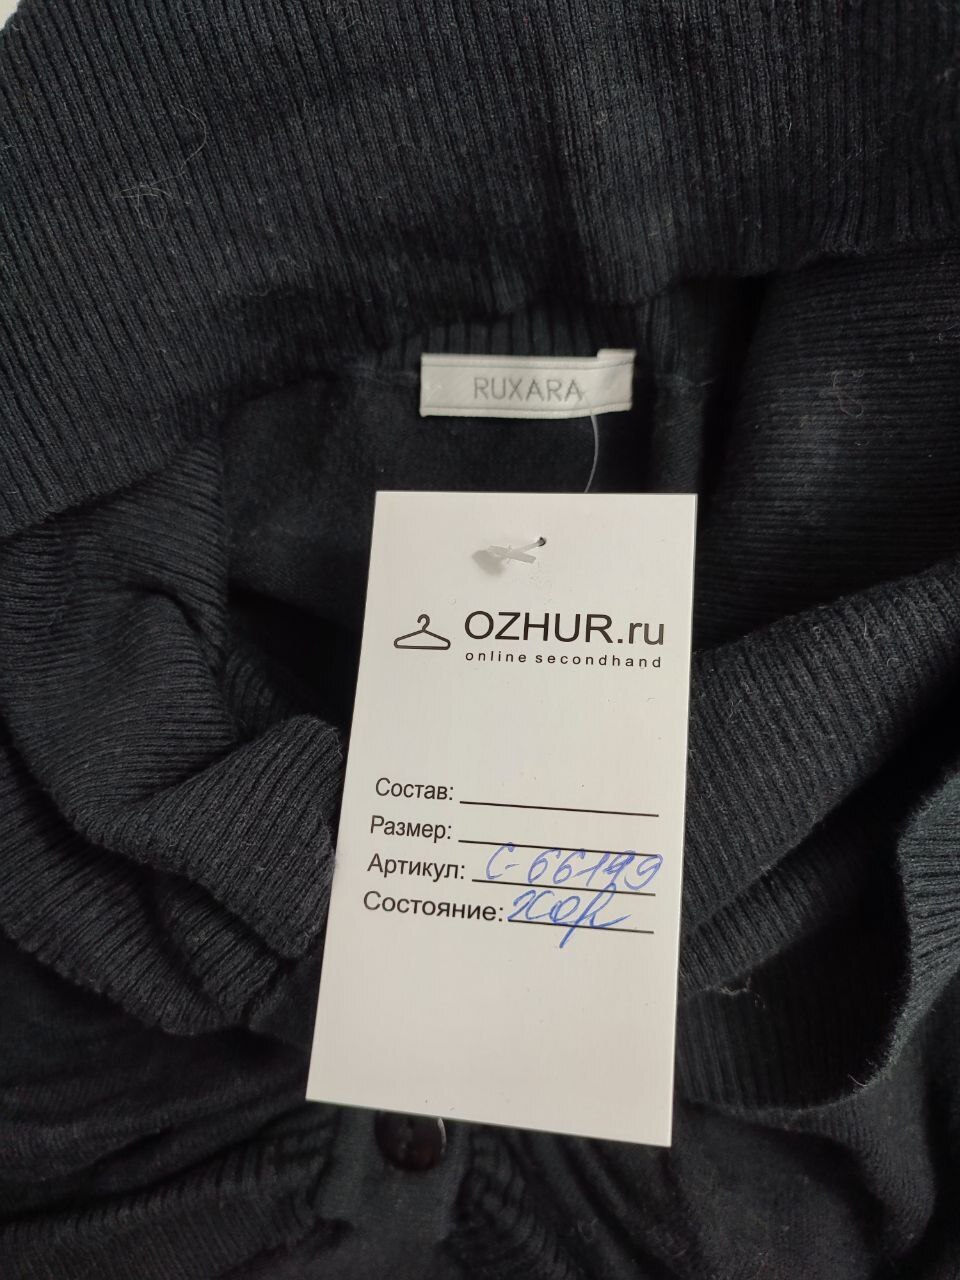 RUXARA
OZHUR.ru
online secondhand
Состав:
Размер:
Артикул: С-66199
Состояние: хор